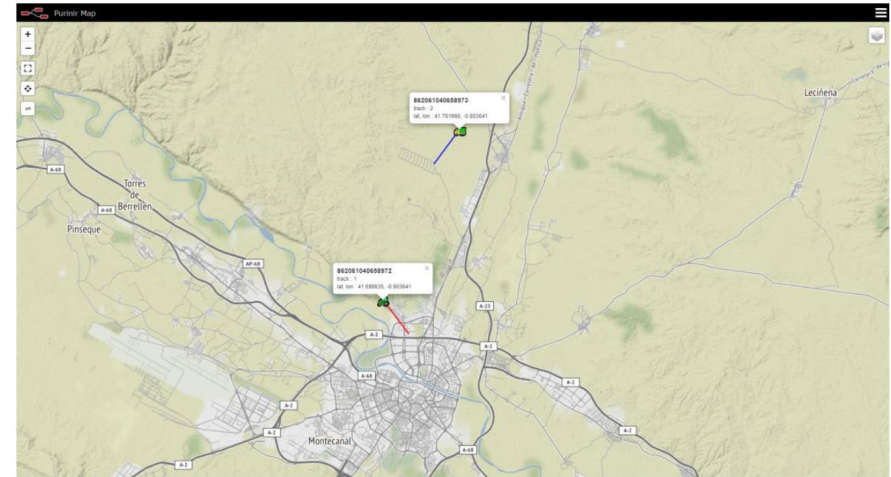 Purinir Map
+
−
862061040658973
track : 2
lat, lon : 41.791960, -0.853641
Leciñena
A-68
Torres
de
Berrellén
A-68
Pinseque
AP-68
862061040658972
track : 1
lat, lon : 41.698835, -0.903641
A-23
A-2
A-2
A-68
A-2
A-2
A-2
A-2
Montecanal
A-68
A-2